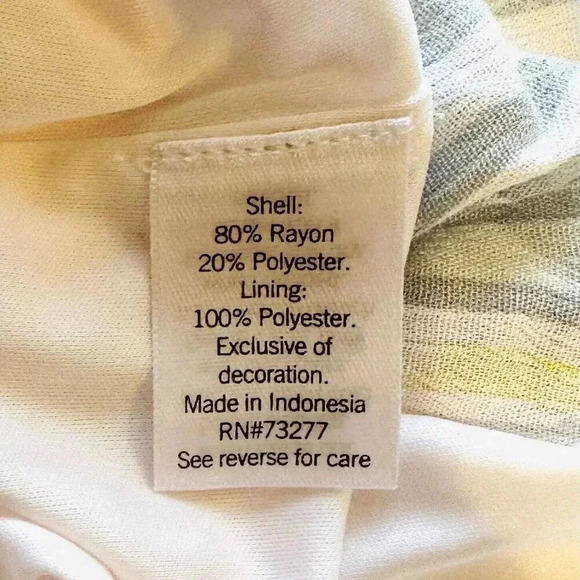 Shell:
80% Rayon
20% Polyester.
Lining:
100% Polyester.
Exclusive of
decoration.
Made in Indonesia
RN#73277
See reverse for care